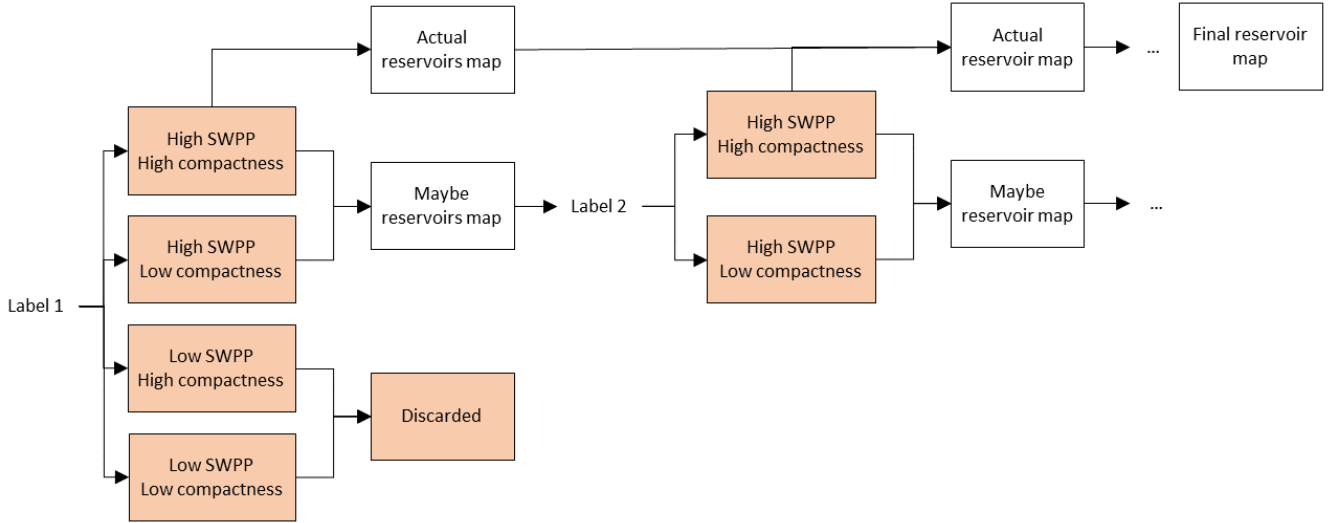 Actual
reservoirs map
Actual
reservoir map
...
Final reservoir
map
High SWPP
High compactness
High SWPP
High compactness
Maybe
reservoirs map
Label 2
Maybe
reservoir map
...
High SWPP
Low compactness
High SWPP
Low compactness
Label 1
Low SWPP
High compactness
Discarded
Low SWPP
Low compactness